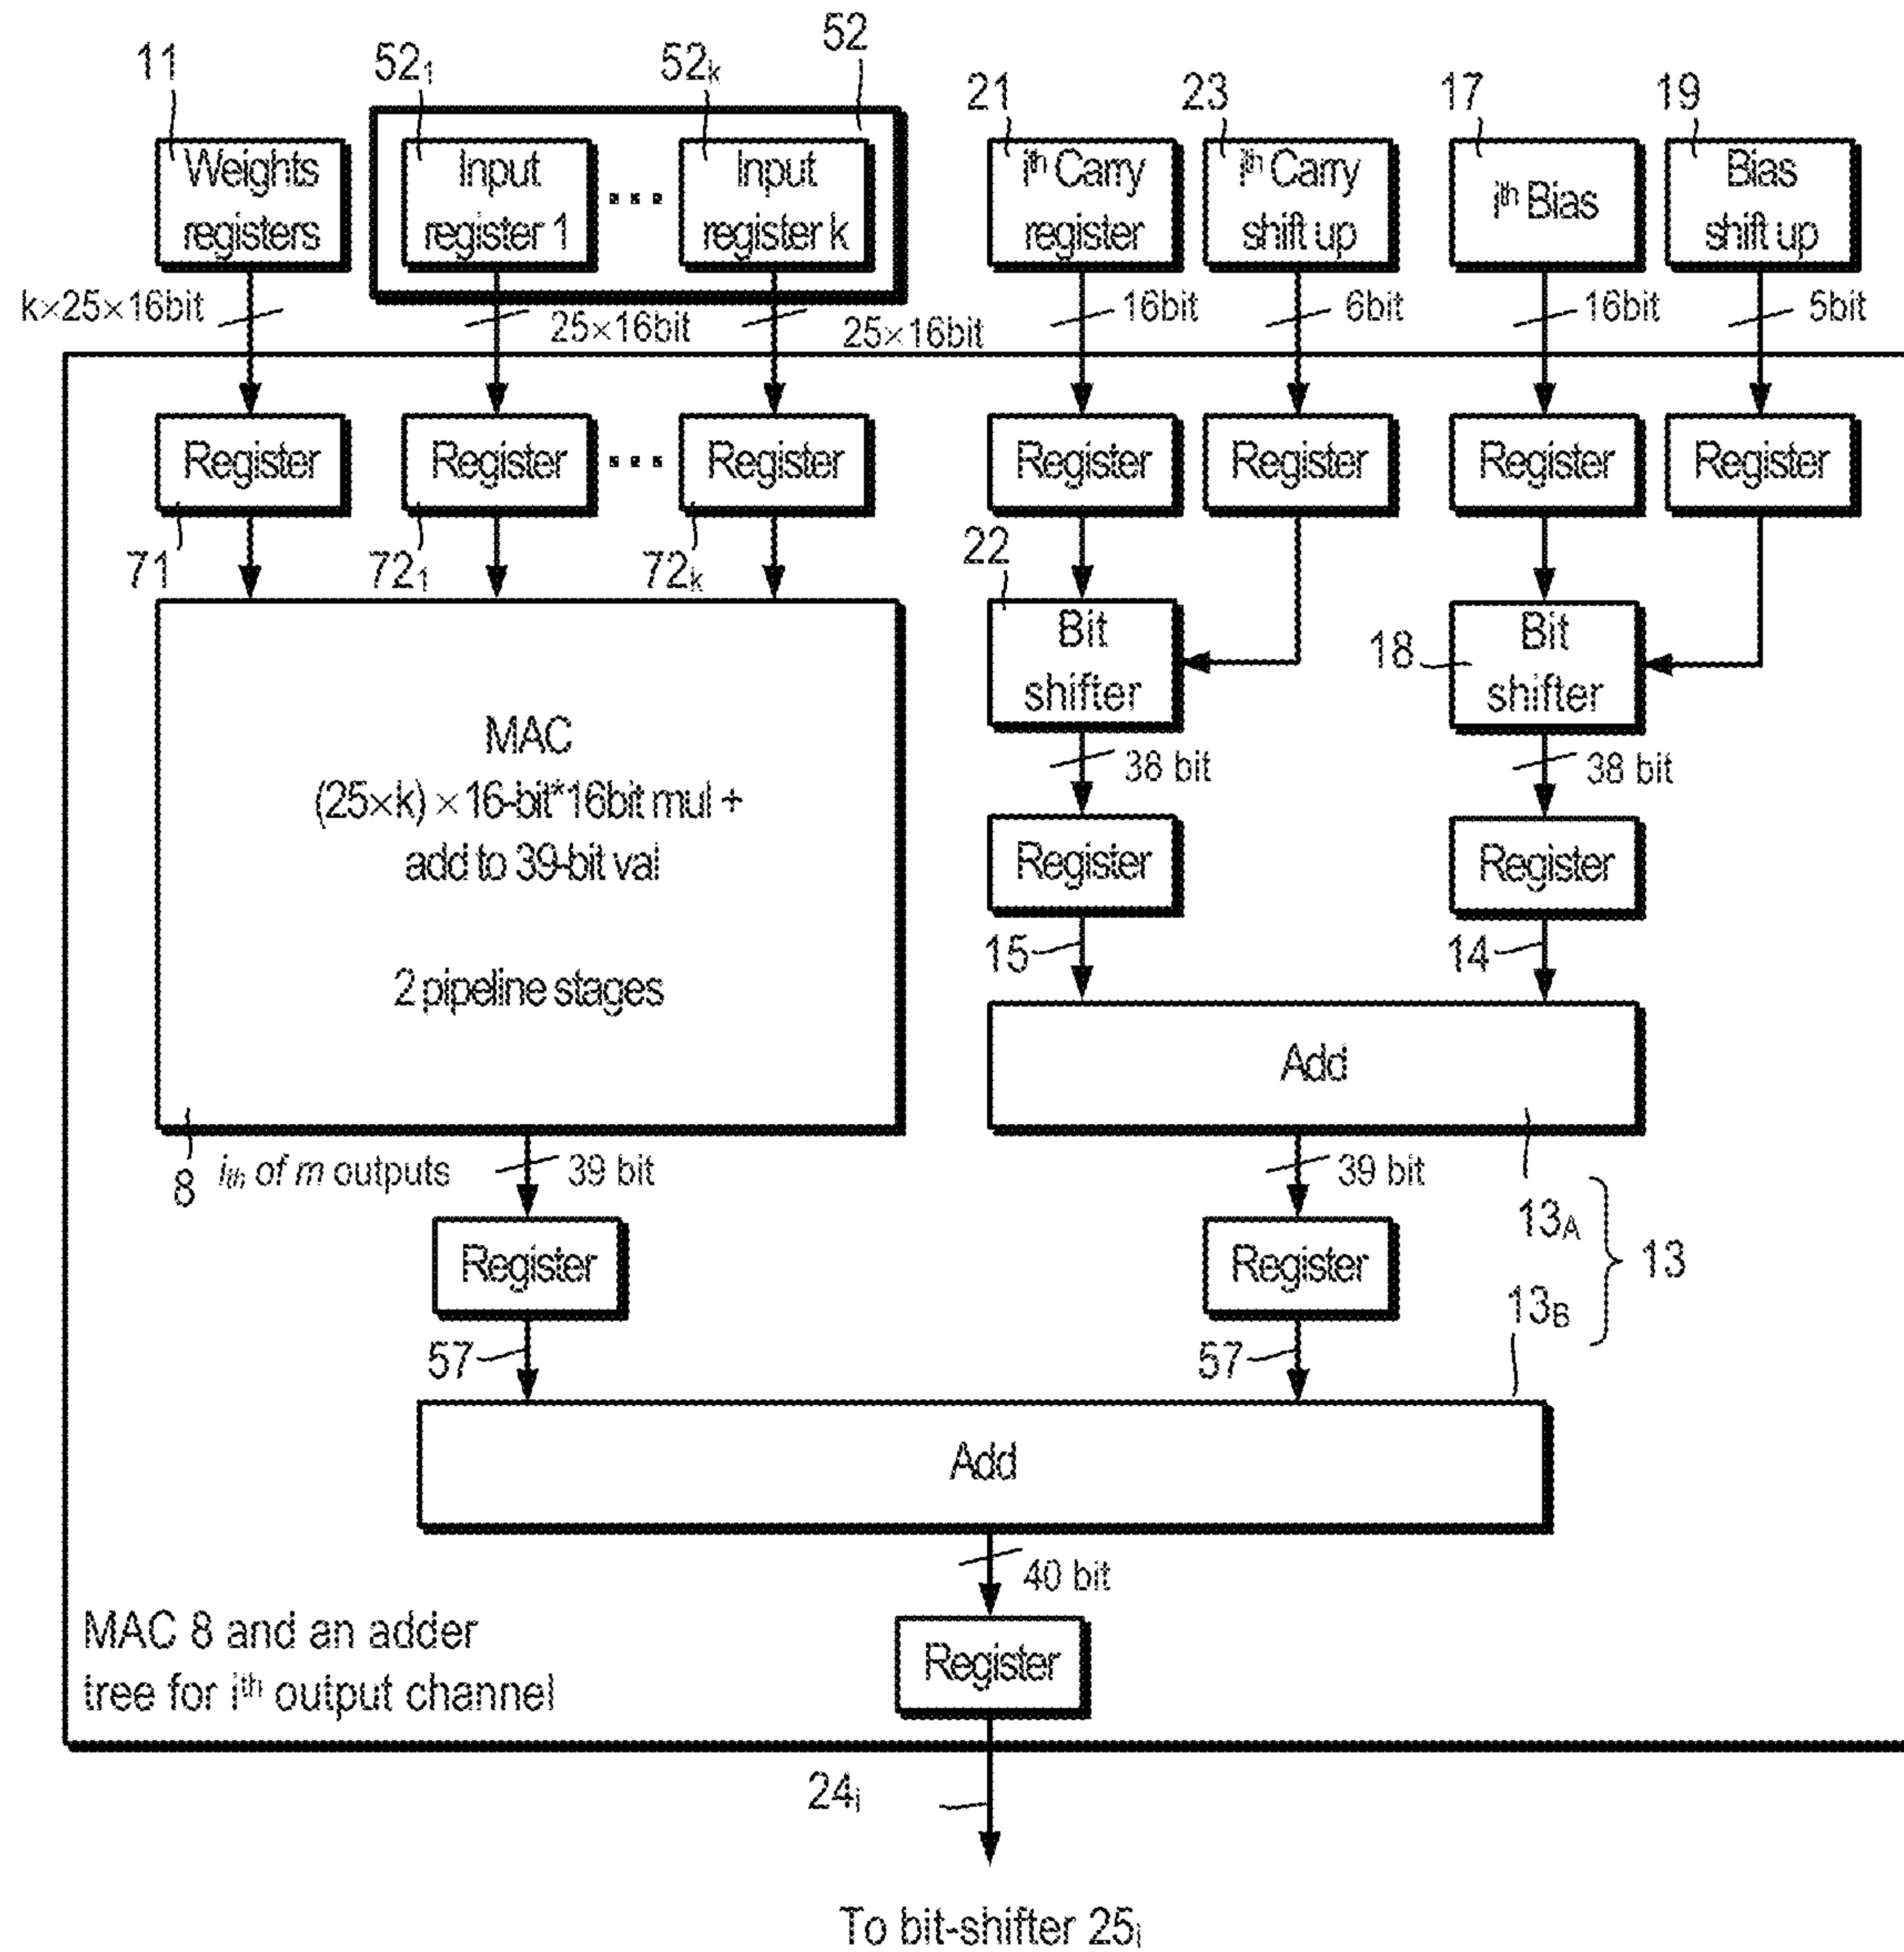 11
52₁
52ₖ
52
21
23
17
19
Weights
registers
Input
register 1
...
Input
register k
iᵗʰ Carry
register
iᵗʰ Carry
shift up
iᵗʰ Bias
Bias
shift up
k×25×16bit
25×16bit
25×16bit
16bit
6bit
16bit
5bit
Register
Register
...
Register
Register
Register
Register
Register
71
72₁
72ₖ
22
18
Bit
shifter
Bit
shifter
MAC
(25×k) × 16-bit*16bit mul +
add to 39-bit val
2 pipeline stages
38 bit
38 bit
Register
Register
15
14
Add
8
iₜₕ of m outputs
39 bit
39 bit
13A
13
13B
Register
Register
57
57
Add
40 bit
Register
MAC 8 and an adder
tree for iᵗʰ output channel
24ᵢ
To bit-shifter 25ᵢ